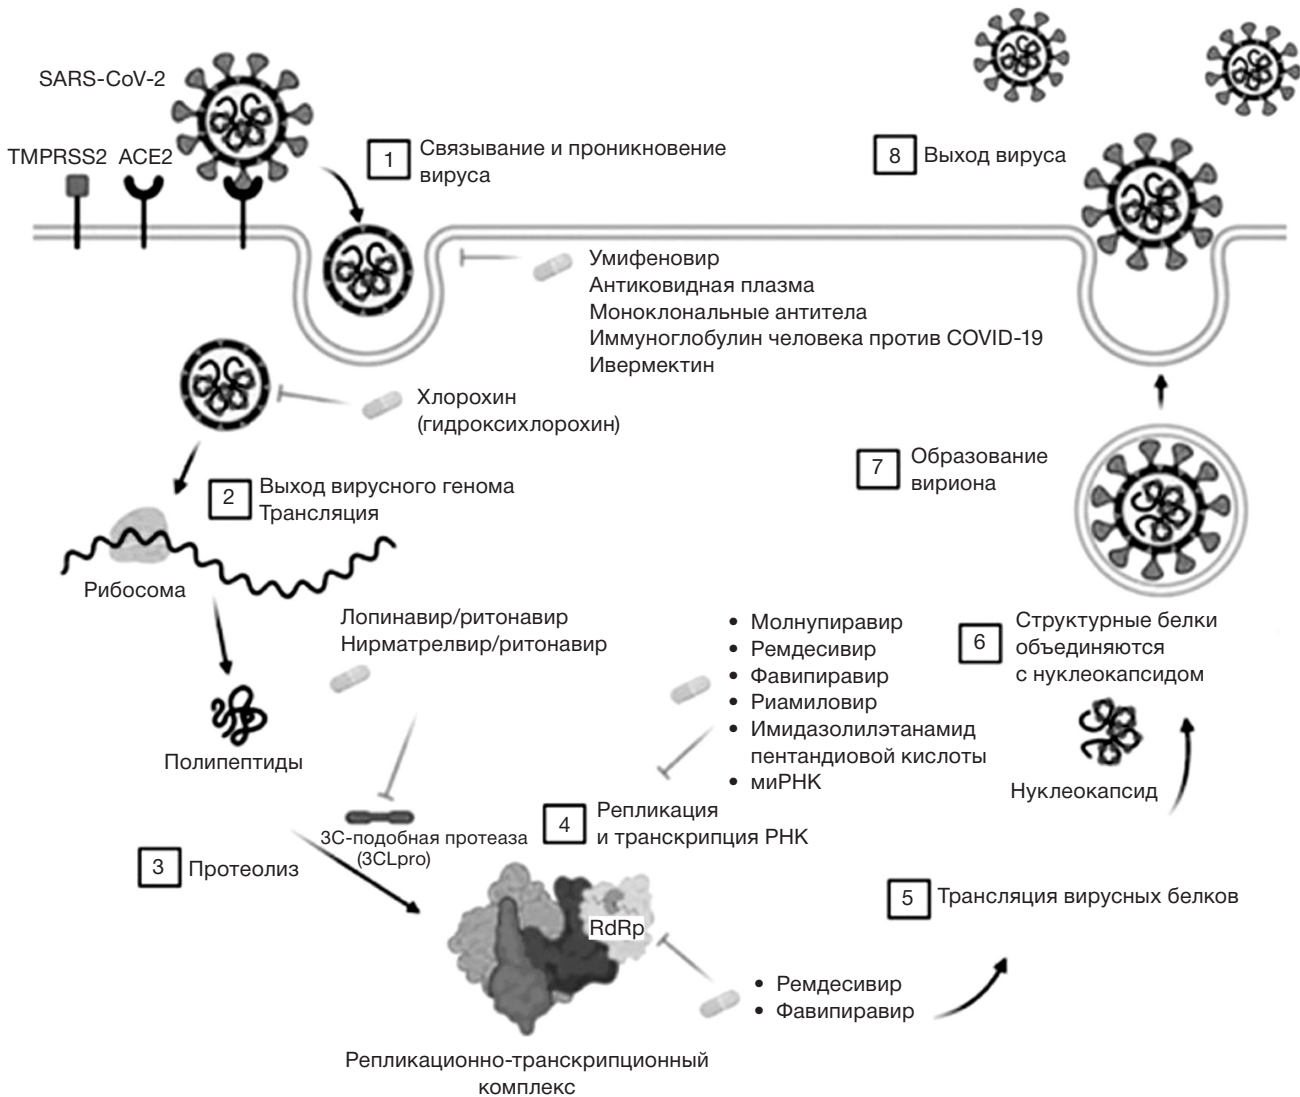 SARS-CoV-2
TMPRSS2 ACE2
1
Связывание и проникновение
вируса
8
Выход вируса
Умифеновир
Антиковидная плазма
Моноклональные антитела
Иммуноглобулин человека против COVID-19
Ивермектин
Хлорохин
(гидроксихлорохин)
2
Выход вирусного генома
Трансляция
Рибосома
7
Образование
вириона
Лопинавир/ритонавир
Нирматрелвир/ритонавир
• Молнупиравир
• Ремдесивир
• Фавипиравир
• Риамиловир
• Имидазолилэтанамид
пентандиовой кислоты
• миРНК
6
Структурные белки
объединяются
с нуклеокапсидом
Полипептиды
Нуклеокапсид
3С-подобная протеаза
(3CLpro)
4
Репликация
и транскрипция РНК
3
Протеолиз
5
Трансляция вирусных белков
RdRp
• Ремдесивир
• Фавипиравир
Репликационно-транскрипционный
комплекс